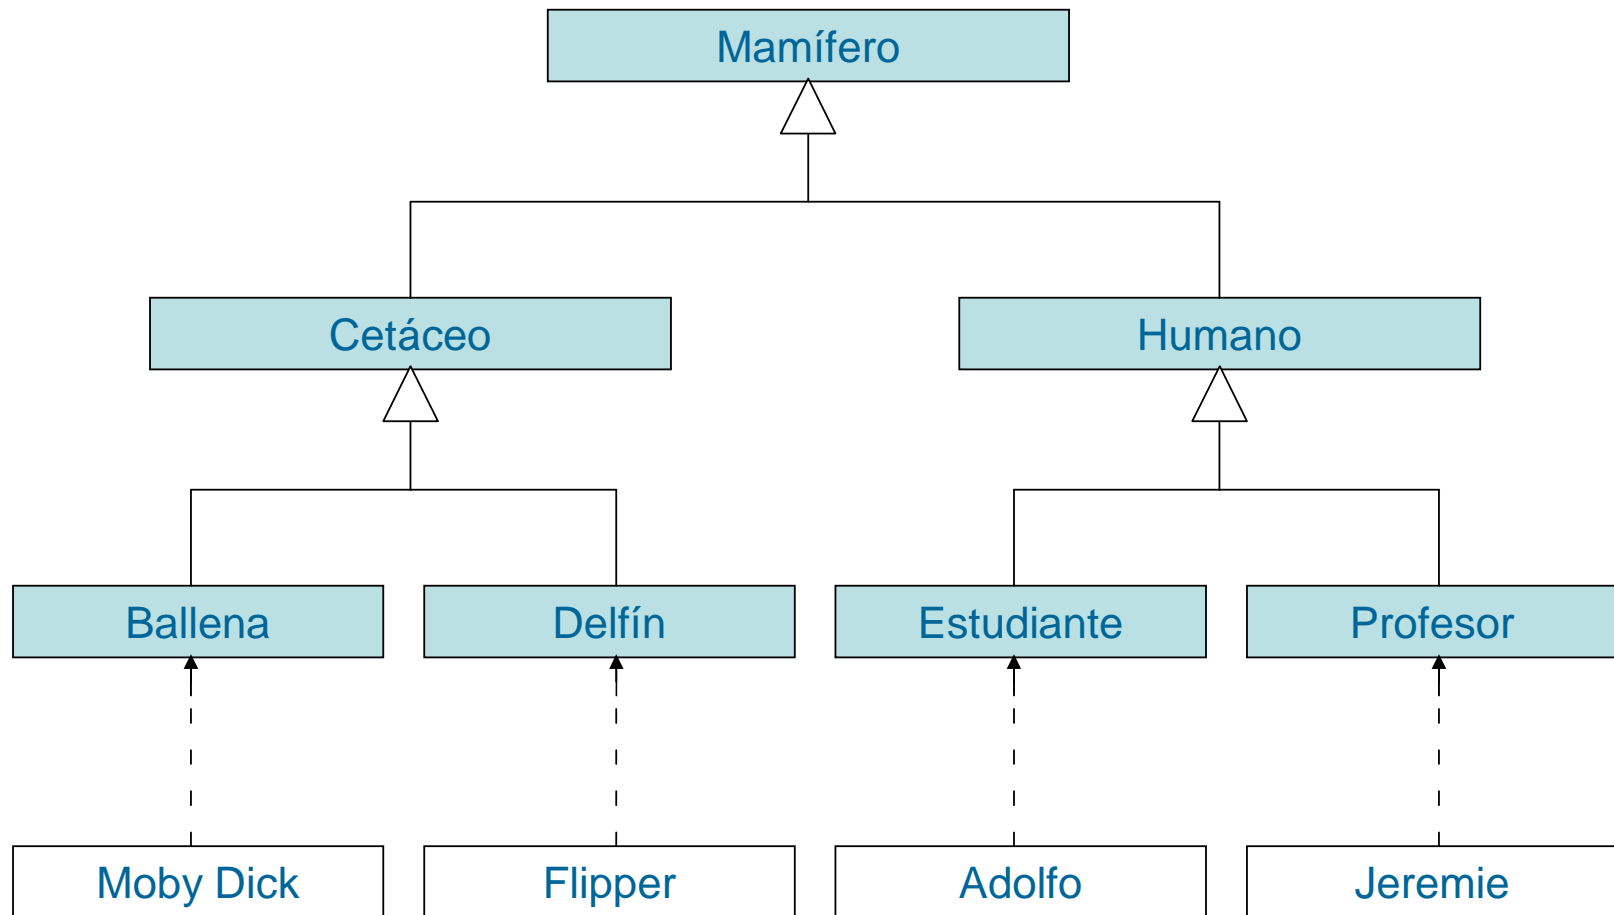 Mamífero
Cetáceo
Humano
Ballena
Delfín
Estudiante
Profesor
Moby Dick
Flipper
Adolfo
Jeremie